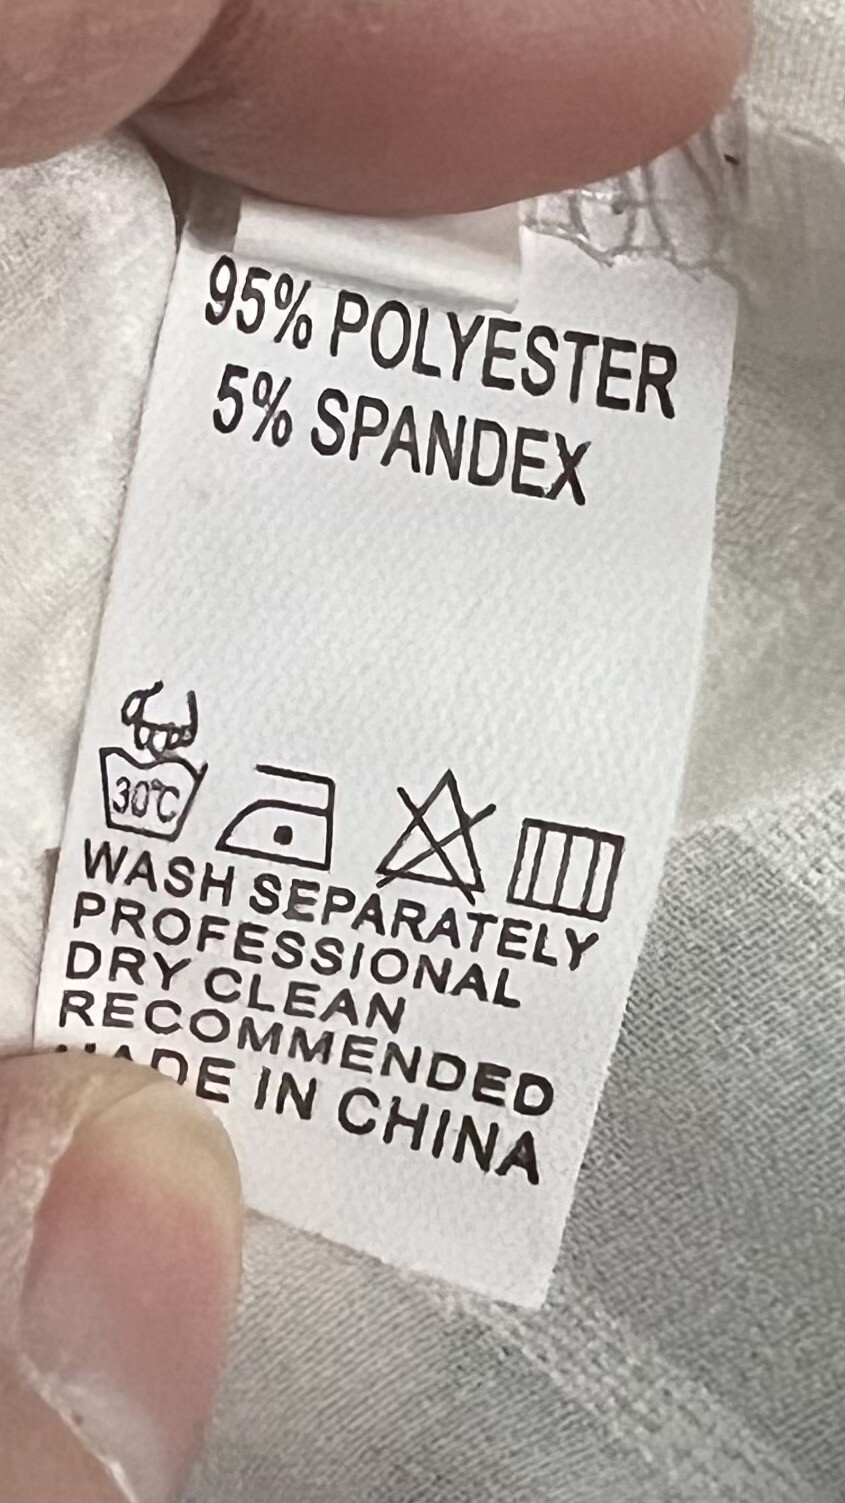 95% POLYESTER
5% SPANDEX
30°C
WASH SEPARATELY
PROFESSIONAL
DRY CLEAN
RECOMMENDED
MADE IN CHINA